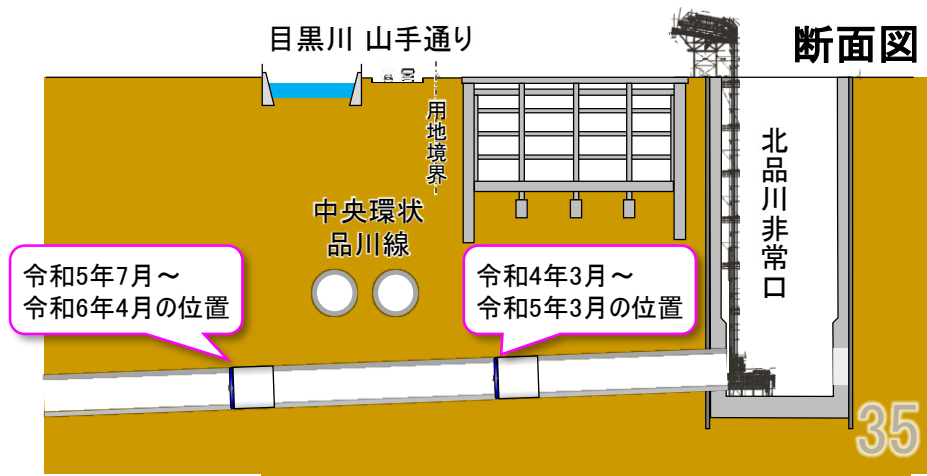 断面図
目黒川 山手通り
用地境界
北品川非常口
中央環状
品川線
令和5年7月～
令和6年4月の位置
令和4年3月～
令和5年3月の位置
35